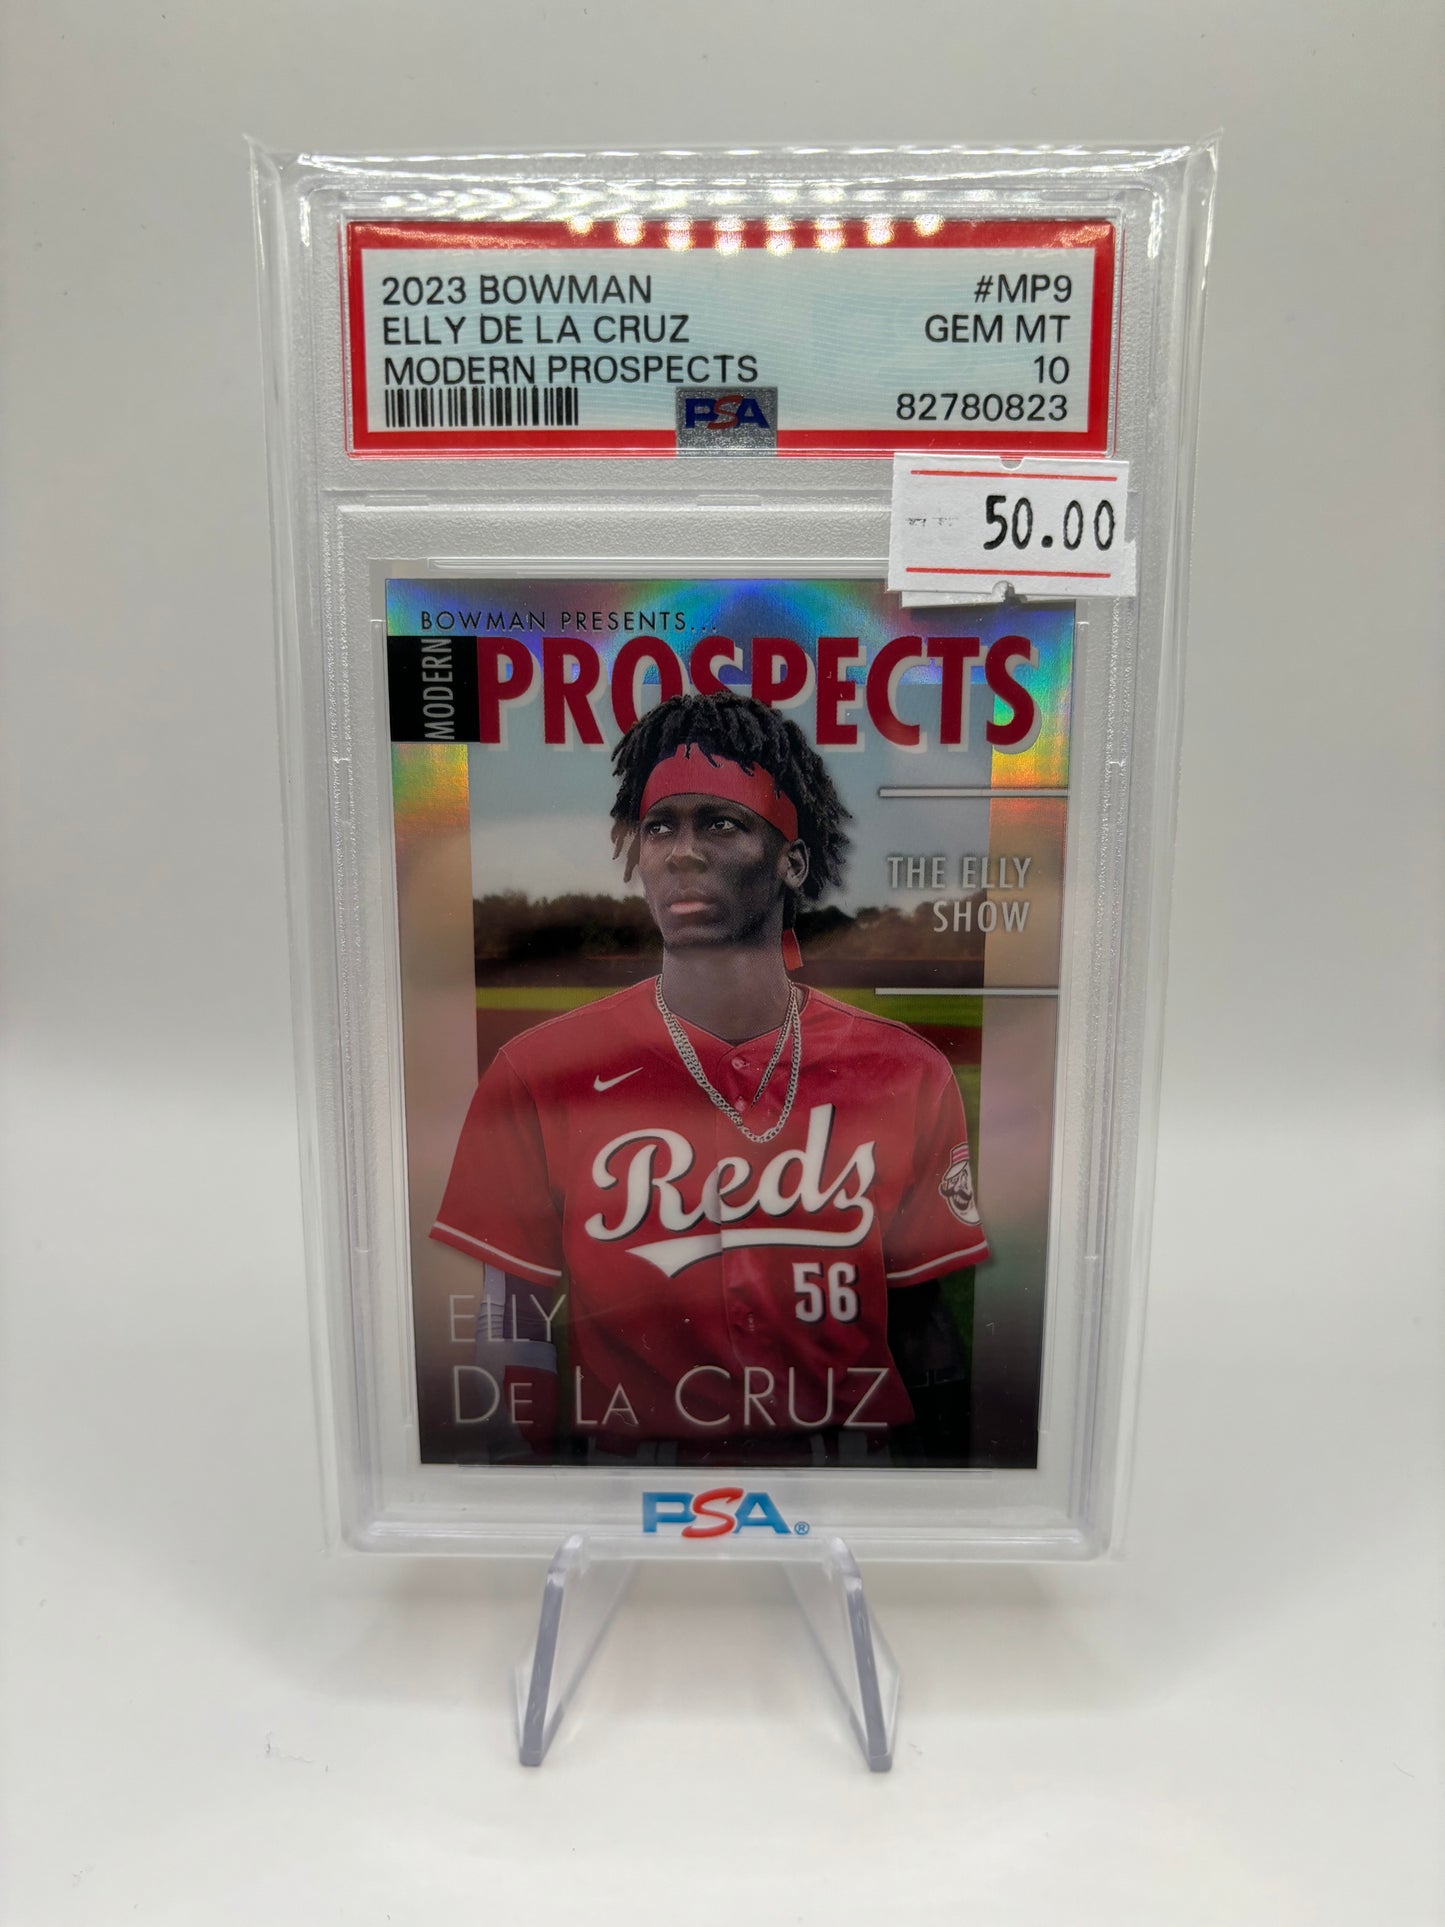 2023 BOWMAN #MP9
ELLY DE LA CRUZ GEM MT
MODERN PROSPECTS 10
PSA 82780823
50.00
BOWMAN PRESENTS...
MODERN
PROSPECTS
THE ELLY
SHOW
Reds
56
ELLY
DE LA CRUZ
PSA®